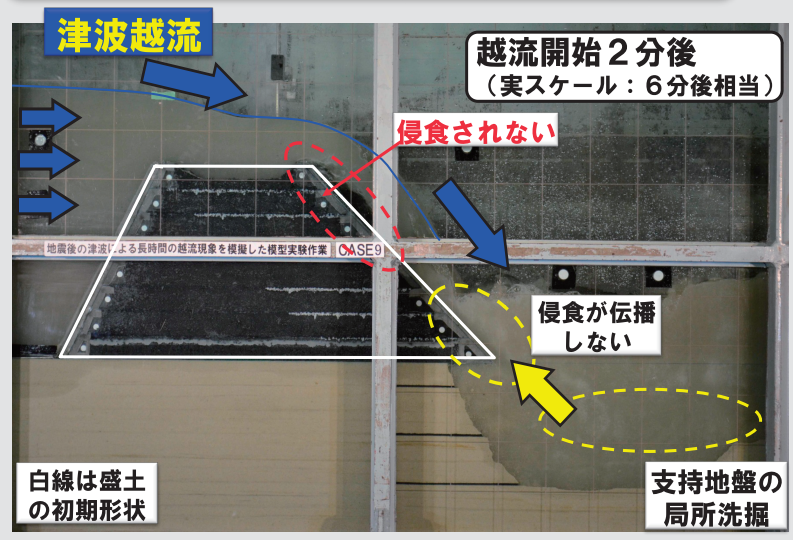 津波越流
越流開始２分後
（実スケール：６分後相当）
侵食されない
地震後の津波による長時間の越流現象を模擬した模型実験作業
CASE9
侵食が伝播
しない
白線は盛土
の初期形状
支持地盤の
局所洗掘